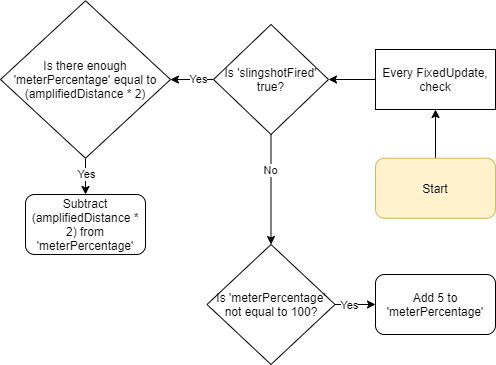 Is there enough
'meterPercentage' equal to
(amplifiedDistance * 2)
Yes
Is 'slingshotFired'
true?
Every FixedUpdate,
check
Yes
Subtract
(amplifiedDistance *
2) from
'meterPercentage'
No
Start
Is 'meterPercentage'
not equal to 100?
Yes
Add 5 to
'meterPercentage'